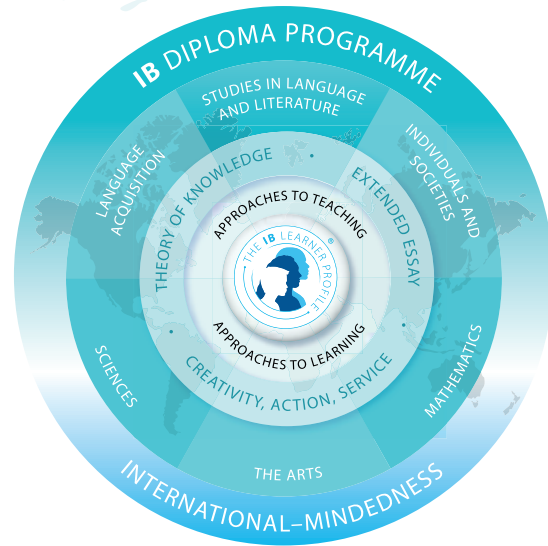 IB DIPLOMA PROGRAMME
STUDIES IN LANGUAGE
AND LITERATURE
LANGUAGE
ACQUISITION
INDIVIDUALS AND
SOCIETIES
THEORY OF KNOWLEDGE
EXTENDED ESSAY
APPROACHES TO TEACHING
THE IB LEARNER PROFILE ®
APPROACHES TO LEARNING
CREATIVITY, ACTION, SERVICE
SCIENCES
MATHEMATICS
THE ARTS
INTERNATIONAL–MINDEDNESS